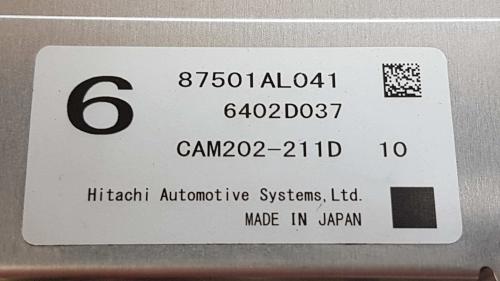 6
87501AL041
6402D037
CAM202-211D 10
Hitachi Automotive Systems,Ltd.
MADE IN JAPAN